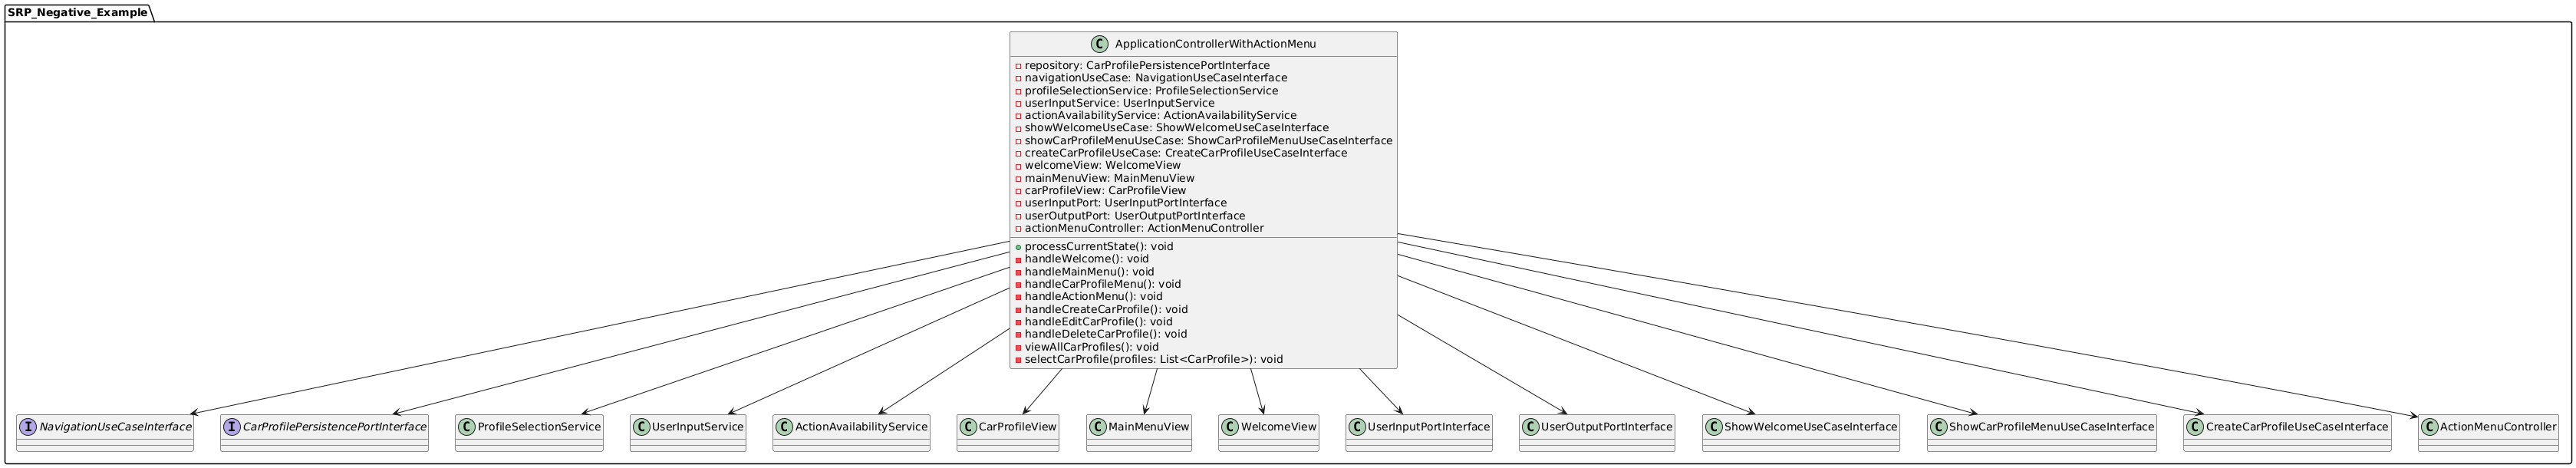 SRP_Negative_Example
C ApplicationControllerWithActionMenu
repository: CarProfilePersistencePortInterface
navigationUseCase: NavigationUseCaseInterface
profileSelectionService: ProfileSelectionService
userInputService: UserInputService
actionAvailabilityService: ActionAvailabilityService
showWelcomeUseCase: ShowWelcomeUseCaseInterface
showCarProfileMenuUseCase: ShowCarProfileMenuUseCaseInterface
createCarProfileUseCase: CreateCarProfileUseCaseInterface
welcomeView: WelcomeView
mainMenuView: MainMenuView
carProfileView: CarProfileView
userInputPort: UserInputPortInterface
userOutputPort: UserOutputPortInterface
actionMenuController: ActionMenuController
processCurrentState(): void
handleWelcome(): void
handleMainMenu(): void
handleCarProfileMenu(): void
handleActionMenu(): void
handleCreateCarProfile(): void
handleEditCarProfile(): void
handleDeleteCarProfile(): void
viewAllCarProfiles(): void
selectCarProfile(profiles: List<CarProfile>): void
I NavigationUseCaseInterface
I CarProfilePersistencePortInterface
C ProfileSelectionService
C UserInputService
C ActionAvailabilityService
C CarProfileView
C MainMenuView
C WelcomeView
C UserInputPortInterface
C UserOutputPortInterface
C ShowWelcomeUseCaseInterface
C ShowCarProfileMenuUseCaseInterface
C CreateCarProfileUseCaseInterface
C ActionMenuController